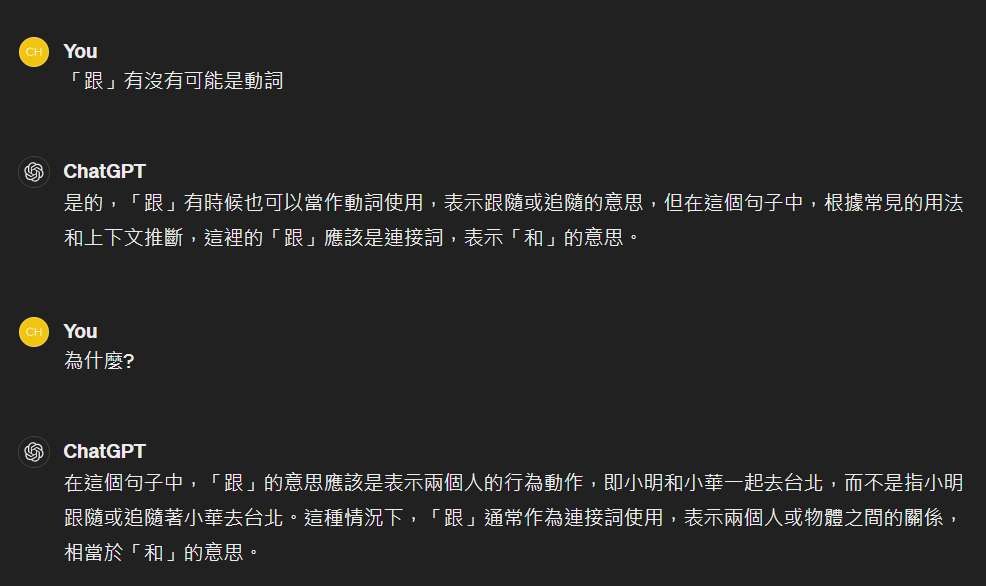 CH
You
「跟」有沒有可能是動詞
ChatGPT
是的，「跟」有時候也可以當作動詞使用，表示跟隨或追隨的意思，但在這個句子中，根據常見的用法
和上下文推斷，這裡的「跟」應該是連接詞，表示「和」的意思。
CH
You
為什麼?
ChatGPT
在這個句子中，「跟」的意思應該是表示兩個人的行為動作，即小明和小華一起去台北，而不是指小明
跟隨或追隨著小華去台北。這種情況下，「跟」通常作為連接詞使用，表示兩個人或物體之間的關係，
相當於「和」的意思。